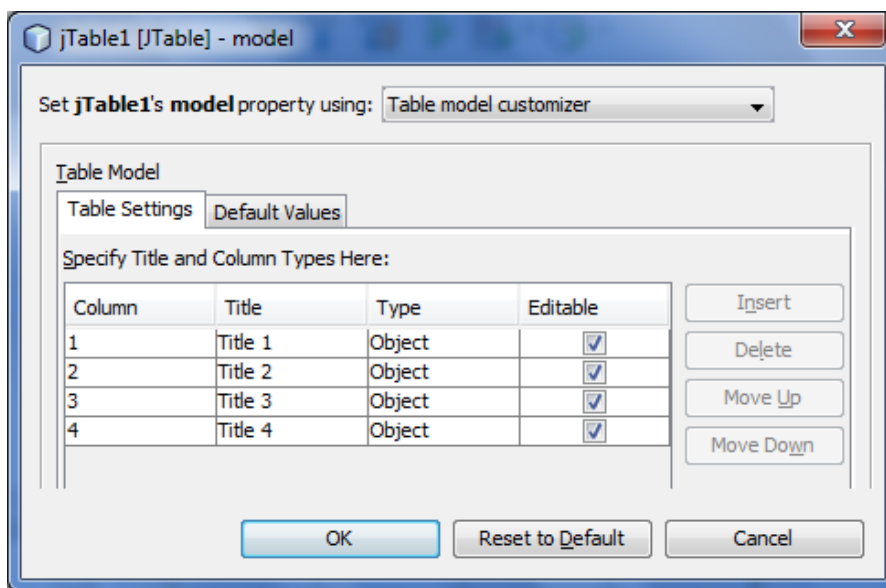 jTable1 [JTable] - model
Set jTable1's model property using: Table model customizer
Table Model
Table Settings Default Values
Specify Title and Column Types Here:
Column Title Type Editable
1 Title 1 Object
2 Title 2 Object
3 Title 3 Object
4 Title 4 Object
Insert
Delete
Move Up
Move Down
OK Reset to Default Cancel